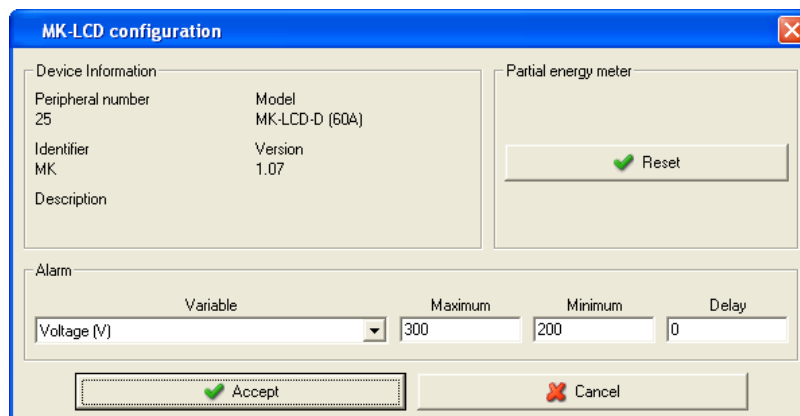 MK-LCD configuration
Device Information
Partial energy meter
Peripheral number
Model
25
MK-LCD-D (60A)
Identifier
Version
MK
1.07
Reset
Description
Alarm
Variable
Maximum
Minimum
Delay
Voltage (V)
300
200
0
Accept
Cancel